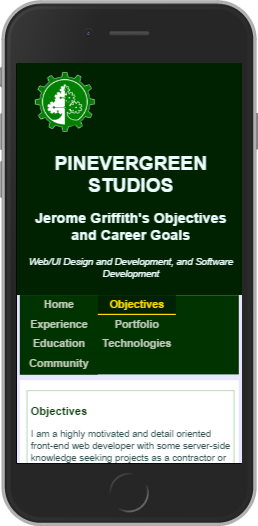 PINEVERGREEN
STUDIOS
Jerome Griffith's Objectives
and Career Goals
Web/UI Design and Development, and Software
Development
Home Objectives
Experience Portfolio
Education Technologies
Community
Objectives
I am a highly motivated and detail oriented
front-end web developer with some server-side
knowledge seeking projects as a contractor or